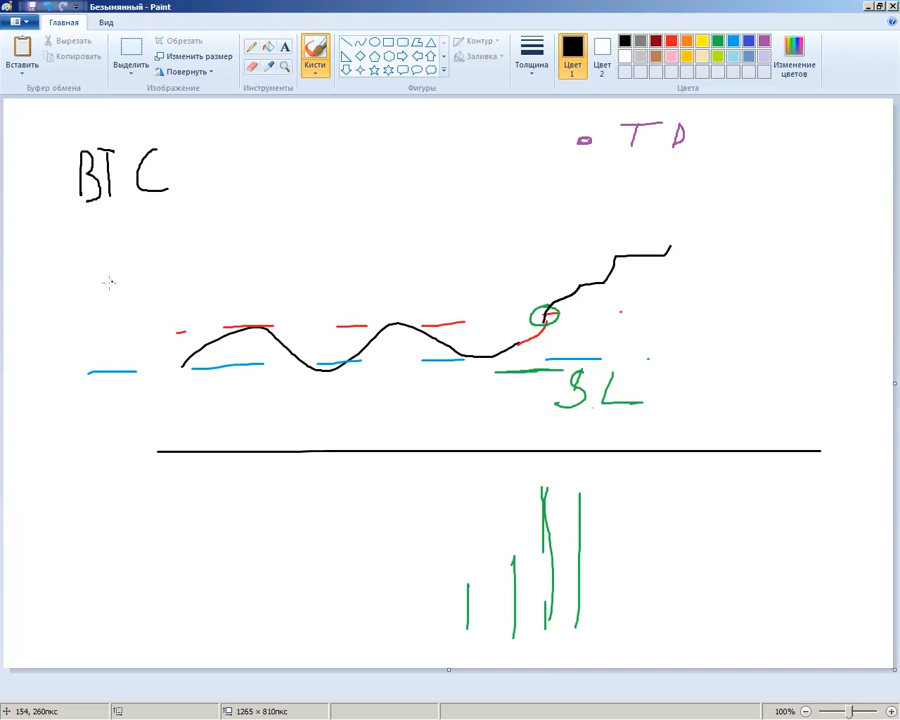 Безымянный - Paint
Главная Вид
Вставить
Вырезать
Копировать
Буфер обмена
Выделить
Обрезать
Изменить размер
Повернуть
Изображение
A
Инструменты
Кисти
Контур
Заливка
Фигуры
Толщина
Цвет 1
Цвет 2
Изменение цветов
Цвета
BTC
SL
154, 260пкс
1265 × 810пкс
100%